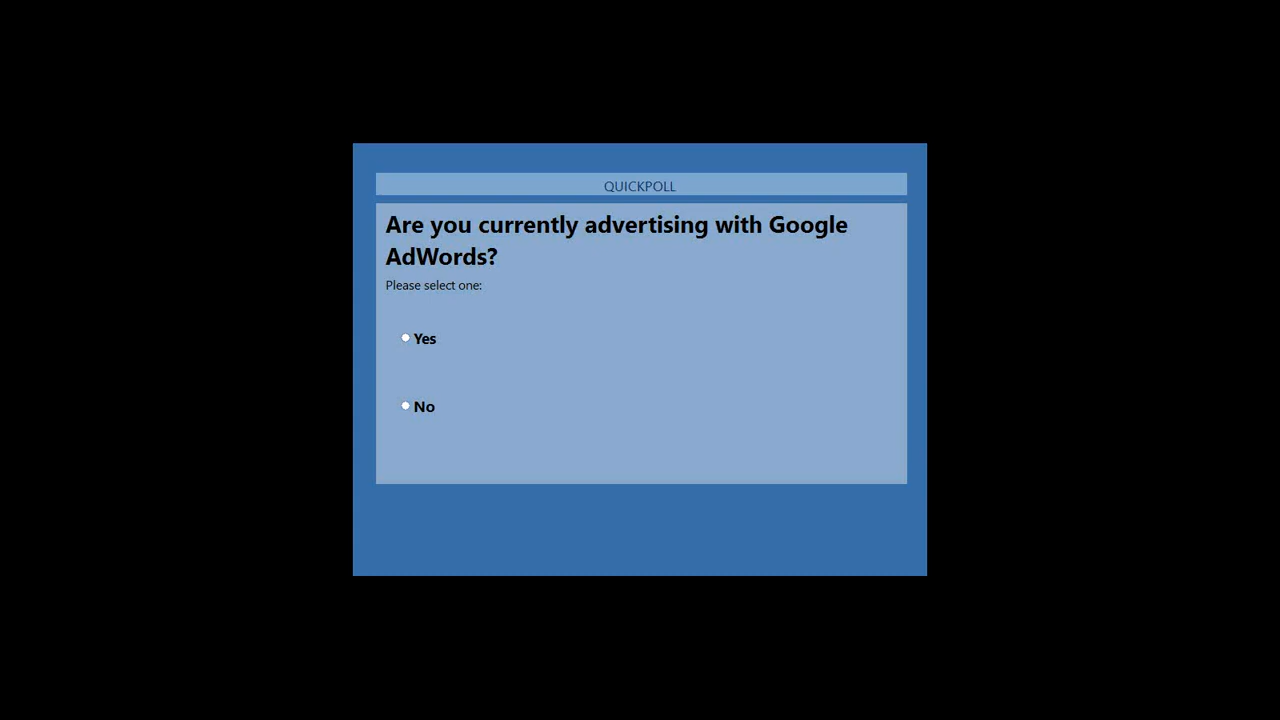 QUICKPOLL
Are you currently advertising with Google
AdWords?
Please select one:
Yes
No